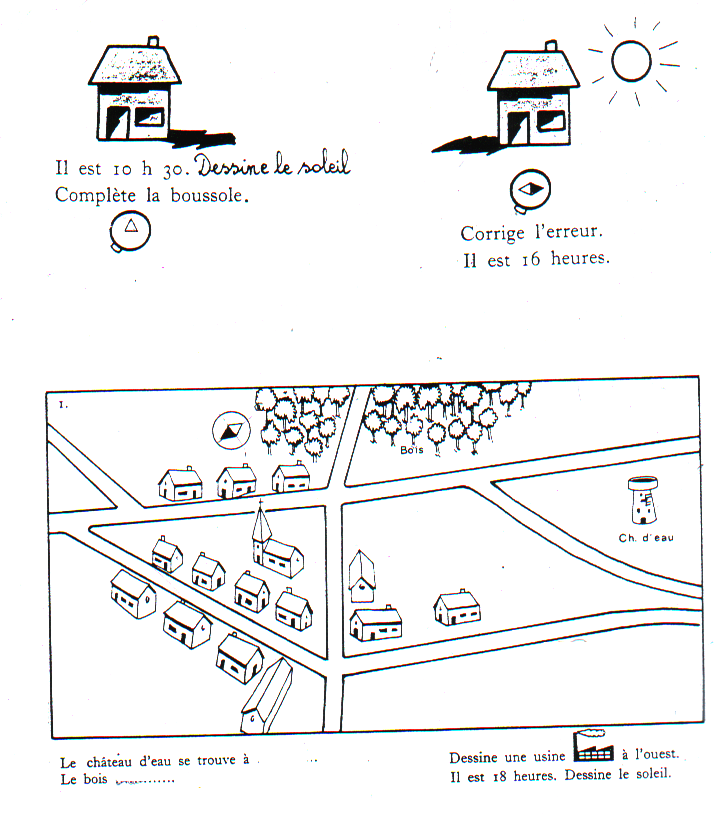 Il est 10 h 30. Dessine le soleil
Complète la boussole.
Corrige l'erreur.
Il est 16 heures.
1.
Bois
Ch. d'eau
Le château d'eau se trouve à . ...
Le bois ............
Dessine une usine à l'ouest.
Il est 18 heures. Dessine le soleil.